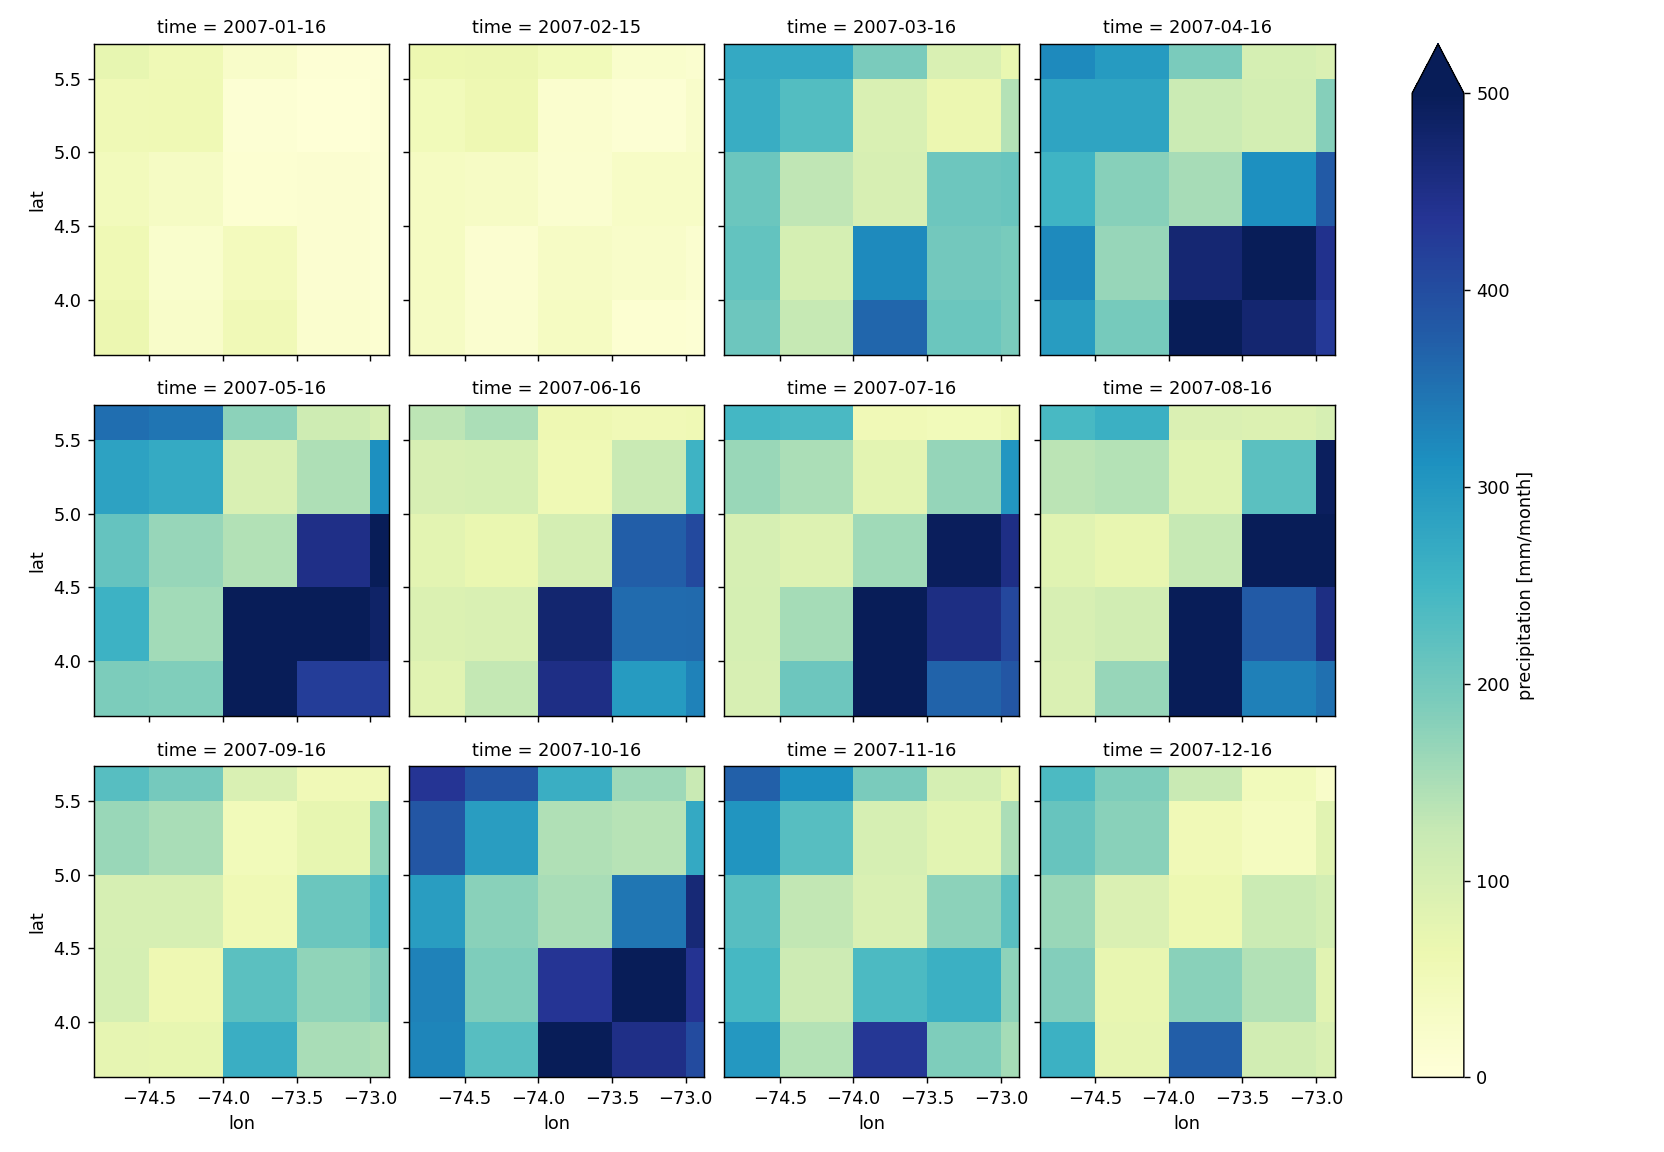 time = 2007-01-16
time = 2007-02-15
time = 2007-03-16
time = 2007-04-16
5.5
5.0
4.5
4.0
lat
time = 2007-05-16
time = 2007-06-16
time = 2007-07-16
time = 2007-08-16
5.5
5.0
4.5
4.0
lat
time = 2007-09-16
time = 2007-10-16
time = 2007-11-16
time = 2007-12-16
5.5
5.0
4.5
4.0
lat
−74.5 −74.0 −73.5 −73.0
lon
−74.5 −74.0 −73.5 −73.0
lon
−74.5 −74.0 −73.5 −73.0
lon
−74.5 −74.0 −73.5 −73.0
lon
500
400
300
200
100
0
precipitation [mm/month]